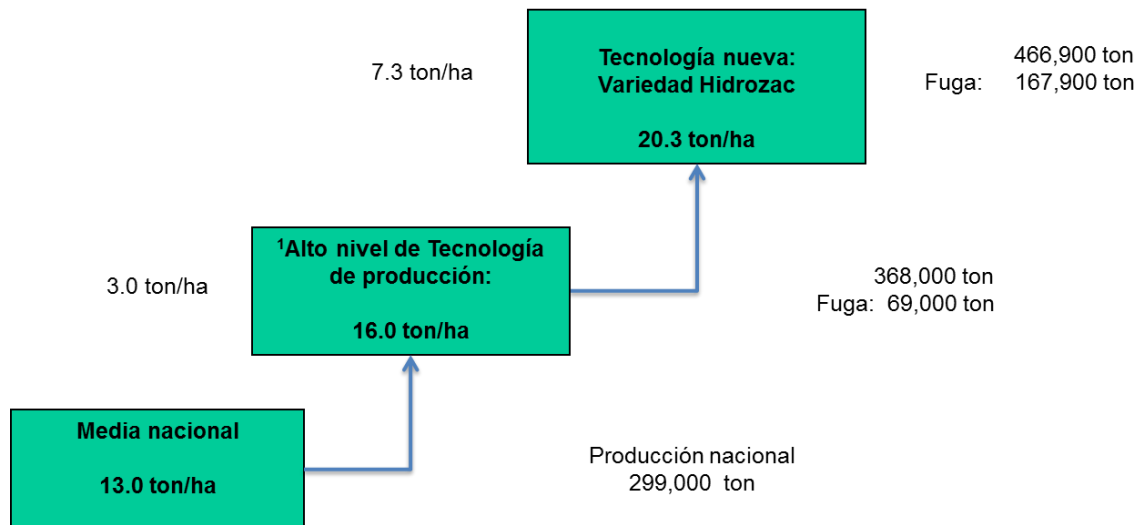 7.3 ton/ha
Tecnología nueva:
Variedad Hidrozac
20.3 ton/ha
466,900 ton
Fuga: 167,900 ton
3.0 ton/ha
¹Alto nivel de Tecnología
de producción:
16.0 ton/ha
368,000 ton
Fuga: 69,000 ton
Media nacional
13.0 ton/ha
Producción nacional
299,000 ton